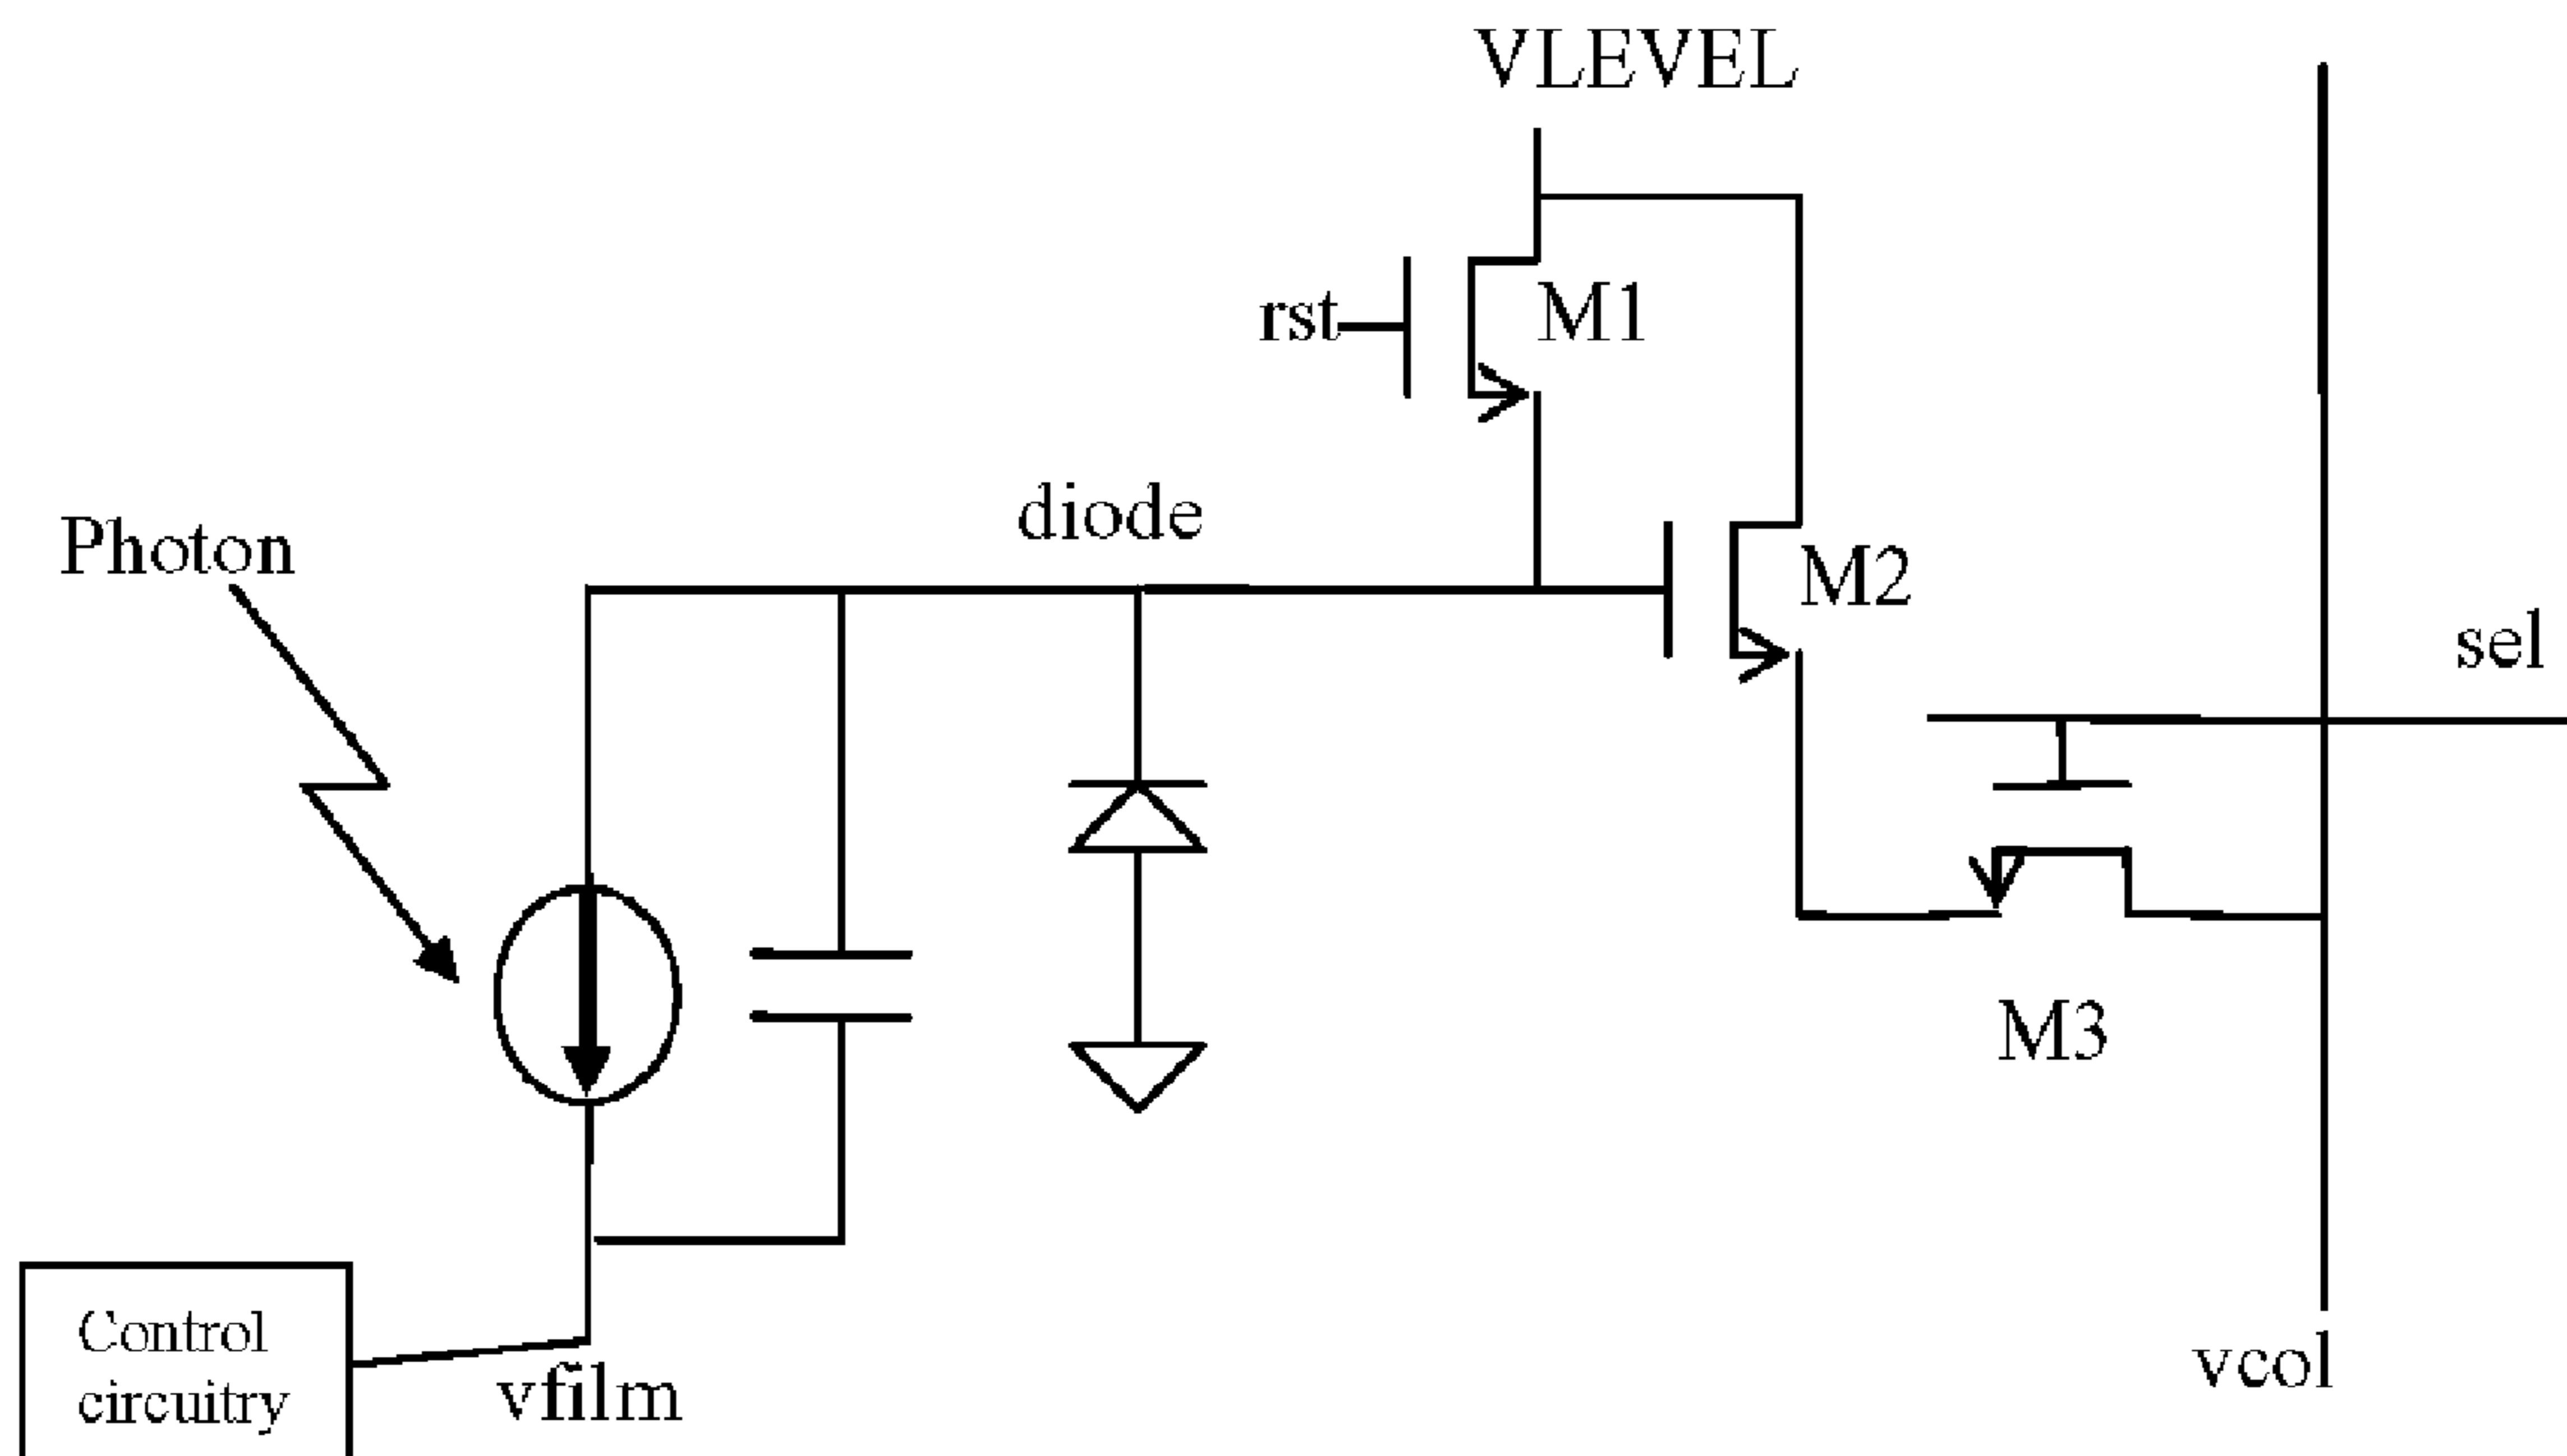 VLEVEL
rst
M1
diode
Photon
M2
sel
M3
Control
circuitry
vfilm
vcol